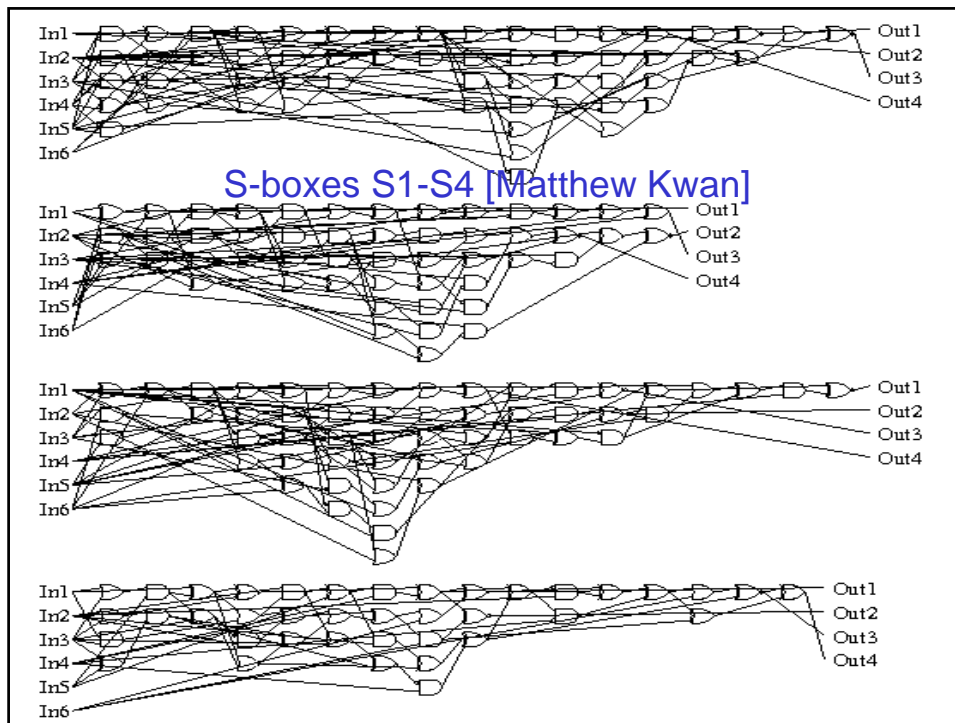 In1 Out1
In2 Out2
In3 Out3
In4 Out4
In5
In6
S-boxes S1-S4 [Matthew Kwan]
In1 Out1
In2 Out2
In3 Out3
In4 Out4
In5
In6
In1 Out1
In2 Out2
In3 Out3
In4 Out4
In5
In6
In1 Out1
In2 Out2
In3 Out3
In4 Out4
In5
In6